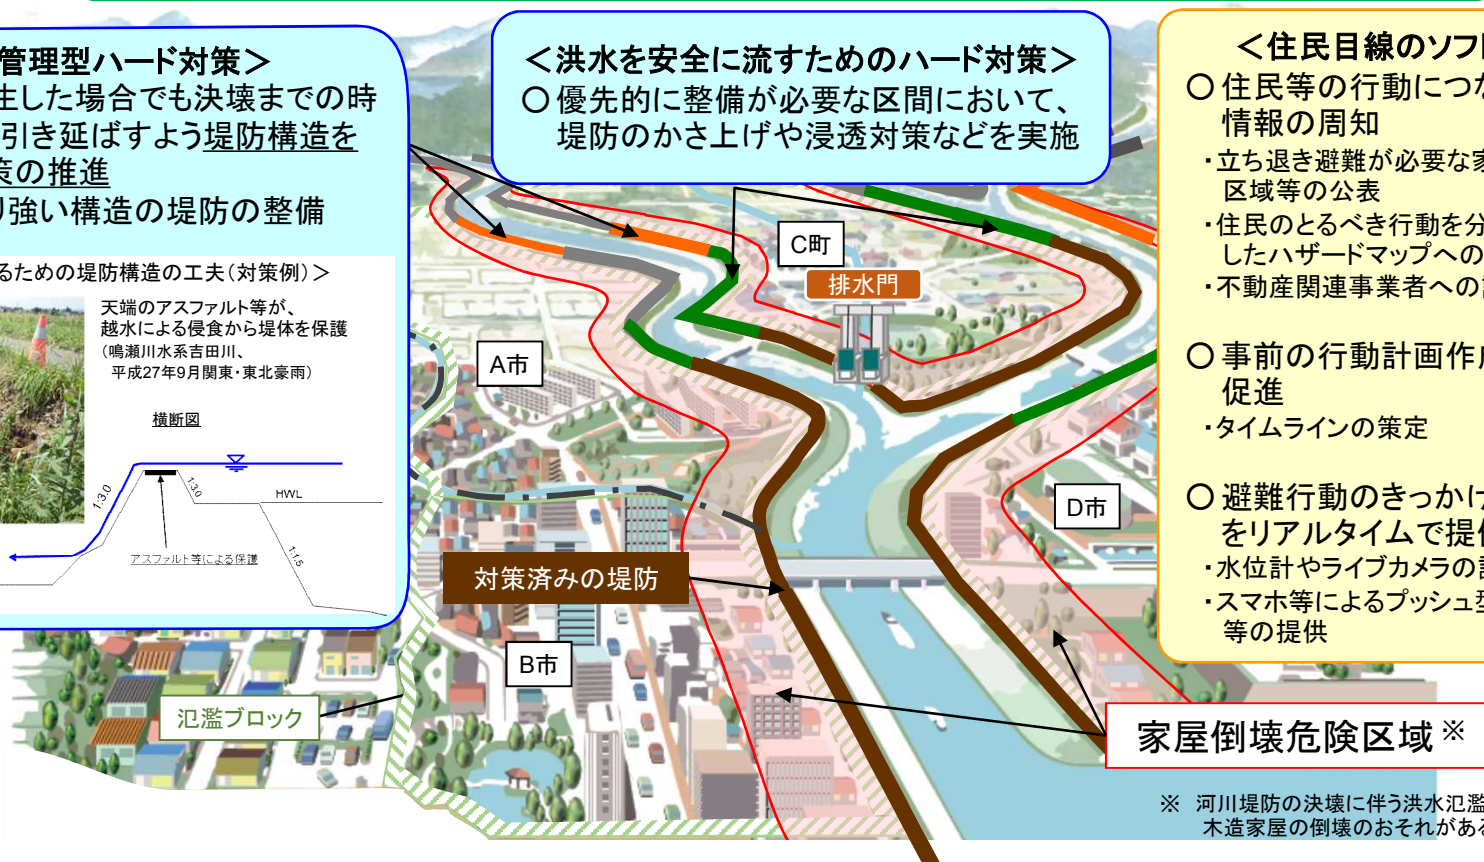 管理型ハード対策＞
生した場合でも決壊までの時
引き延ばすよう堤防構造を
策の推進
り強い構造の堤防の整備
るための堤防構造の工夫(対策例)＞
天端のアスファルト等が、
越水による侵食から堤体を保護
(鳴瀬川水系吉田川、
平成27年9月関東・東北豪雨)
横断図
1:3.0
1:3.0
HWL
1:1.5
アスファルト等による保護
＜洪水を安全に流すためのハード対策＞
○優先的に整備が必要な区間において、
堤防のかさ上げや浸透対策などを実施
＜住民目線のソフ
○住民等の行動につな
情報の周知
・立ち退き避難が必要な家
区域等の公表
・住民のとるべき行動を分
したハザードマップへの
・不動産関連事業者への
○事前の行動計画作成
促進
・タイムラインの策定
○避難行動のきっかけ
をリアルタイムで提供
・水位計やライブカメラの設
・スマホ等によるプッシュ型
等の提供
C町
排水門
A市
D市
対策済みの堤防
B市
氾濫ブロック
家屋倒壊危険区域※
※ 河川堤防の決壊に伴う洪水氾濫
木造家屋の倒壊のおそれがある